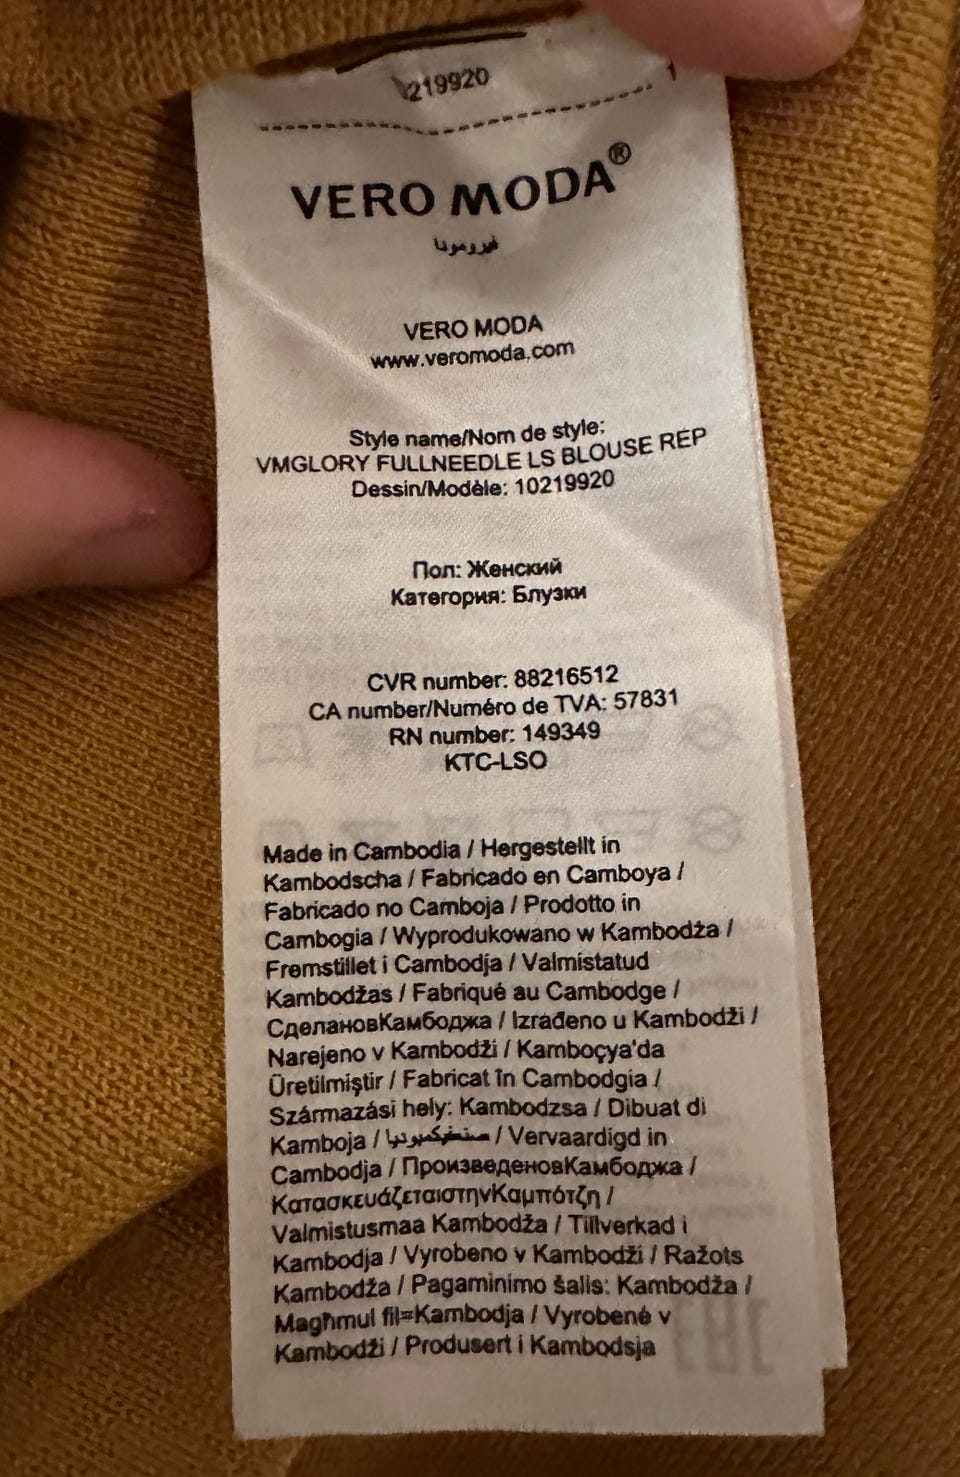 219920
VERO MODA®
فيرومودا
VERO MODA
www.veromoda.com
Style name/Nom de style:
VMGLORY FULLNEEDLE LS BLOUSE REP
Dessin/Modèle: 10219920
Пол: Женский
Категория: Блузки
CVR number: 88216512
CA number/Numéro de TVA: 57831
RN number: 149349
KTC-LSO
Made in Cambodia / Hergestellt in
Kambodscha / Fabricado en Camboya /
Fabricado no Camboja / Prodotto in
Cambogia / Wyprodukowano w Kambodża /
Fremstillet i Cambodja / Valmistatud
Kambodžas / Fabriqué au Cambodge /
СделановКамбоджа / Izrađeno u Kambodži /
Narejeno v Kambodži / Kamboçya'da
Üretilmiştir / Fabricat în Cambodgia /
Származási hely: Kambodzsa / Dibuat di
Kamboja / صنعفيكمبوديا / Vervaardigd in
Cambodja / ПроизведеновКамбоджа /
ΚατασκευάζεταιστηνΚαμπότζη /
Valmistusmaa Kambodža / Tillverkad i
Kambodja / Vyrobeno v Kambodži / Ražots
Kambodža / Pagaminimo šalis: Kambodža /
Magħmul fil=Kambodja / Vyrobené v
Kambodži / Produsert i Kambodsja